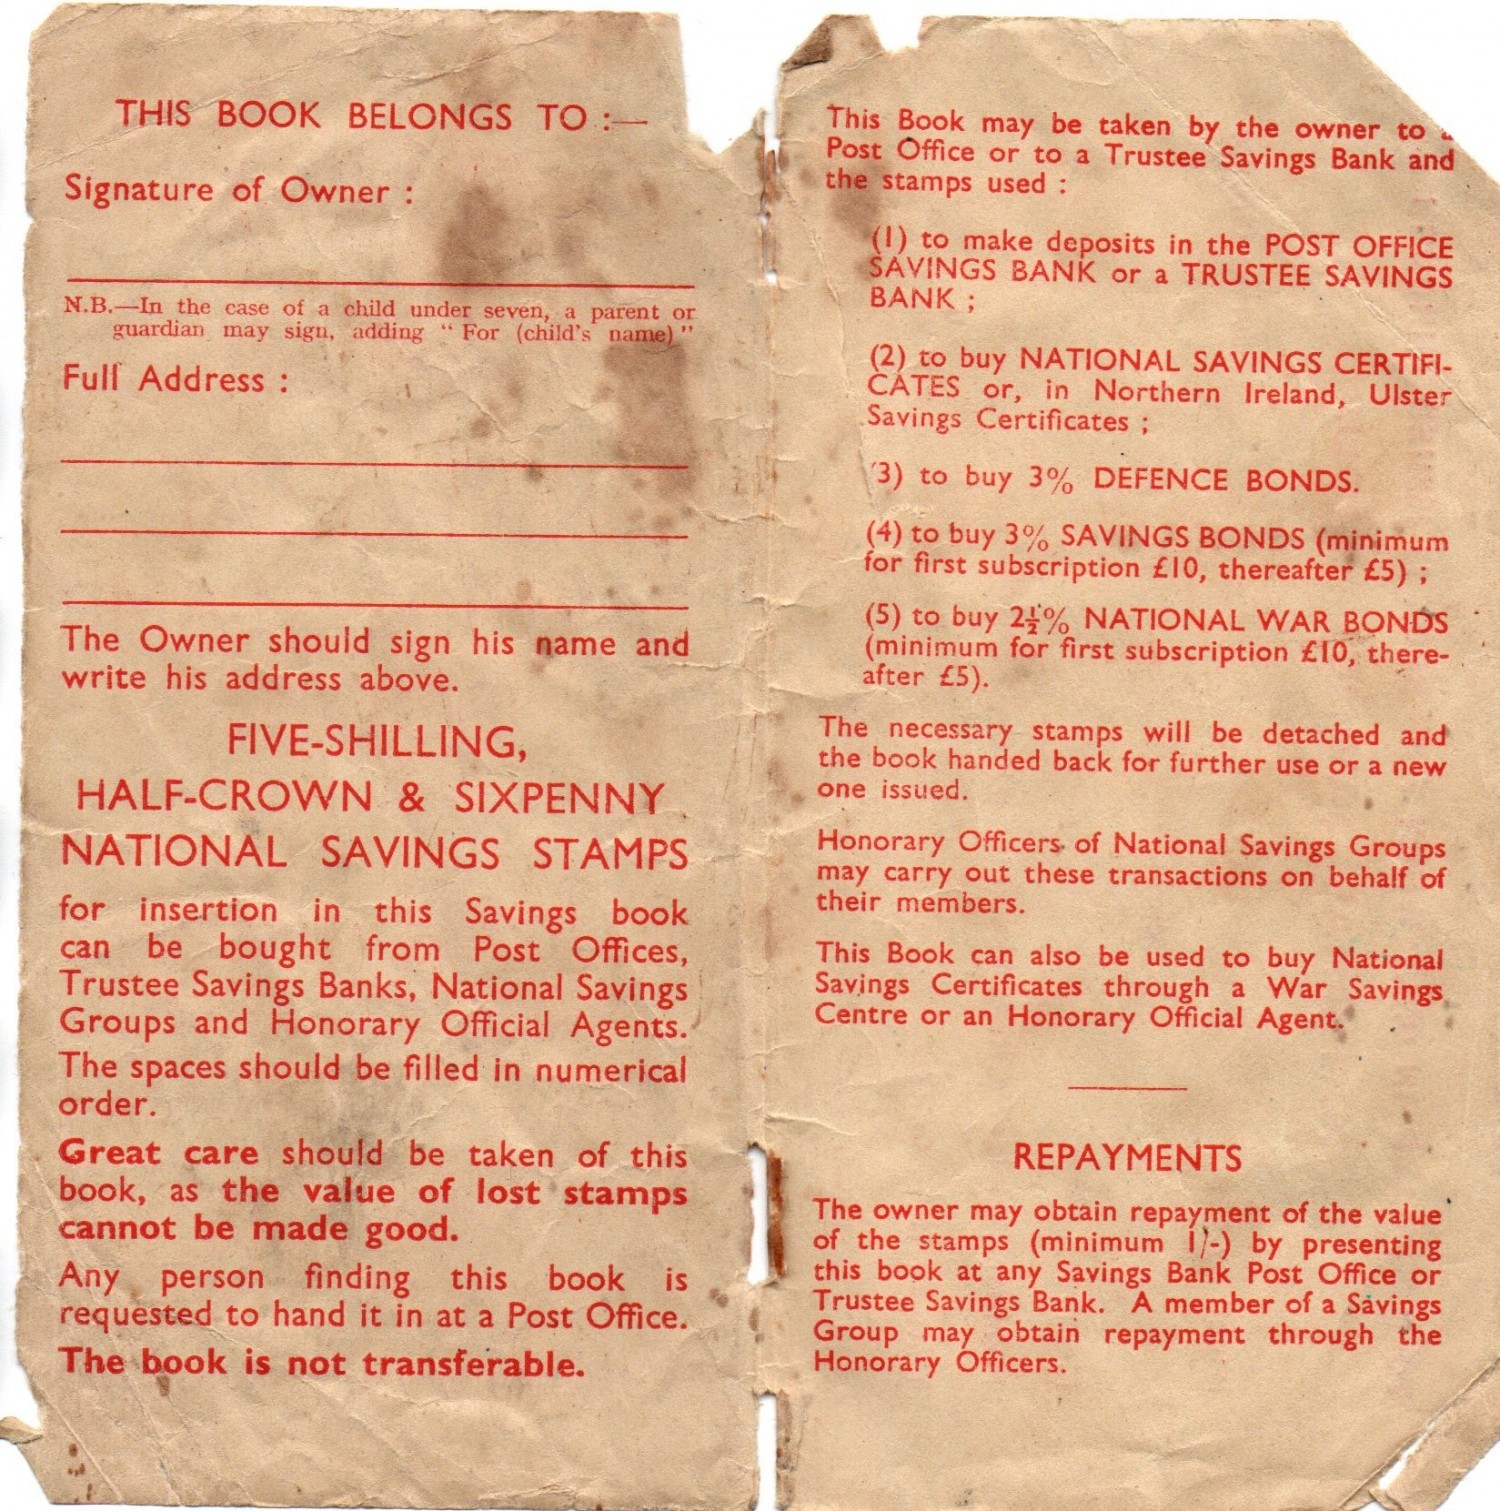 THIS BOOK BELONGS TO :—
Signature of Owner :
N.B.—In the case of a child under seven, a parent or
guardian may sign, adding “ For (child's name) ”
Full Address :
The Owner should sign his name and
write his address above.
FIVE-SHILLING,
HALF-CROWN & SIXPENNY
NATIONAL SAVINGS STAMPS
for insertion in this Savings book
can be bought from Post Offices,
Trustee Savings Banks, National Savings
Groups and Honorary Official Agents.
The spaces should be filled in numerical
order.
Great care should be taken of this
book, as the value of lost stamps
cannot be made good.
Any person finding this book is
requested to hand it in at a Post Office.
The book is not transferable.
This Book may be taken by the owner to a
Post Office or to a Trustee Savings Bank and
the stamps used :
(1) to make deposits in the POST OFFICE
SAVINGS BANK or a TRUSTEE SAVINGS
BANK ;
(2) to buy NATIONAL SAVINGS CERTIFI-
CATES or, in Northern Ireland, Ulster
Savings Certificates ;
(3) to buy 3% DEFENCE BONDS.
(4) to buy 3% SAVINGS BONDS (minimum
for first subscription £10, thereafter £5) ;
(5) to buy 2½% NATIONAL WAR BONDS
(minimum for first subscription £10, there-
after £5).
The necessary stamps will be detached and
the book handed back for further use or a new
one issued.
Honorary Officers of National Savings Groups
may carry out these transactions on behalf of
their members.
This Book can also be used to buy National
Savings Certificates through a War Savings
Centre or an Honorary Official Agent.
REPAYMENTS
The owner may obtain repayment of the value
of the stamps (minimum 1/-) by presenting
this book at any Savings Bank Post Office or
Trustee Savings Bank. A member of a Savings
Group may obtain repayment through the
Honorary Officers.